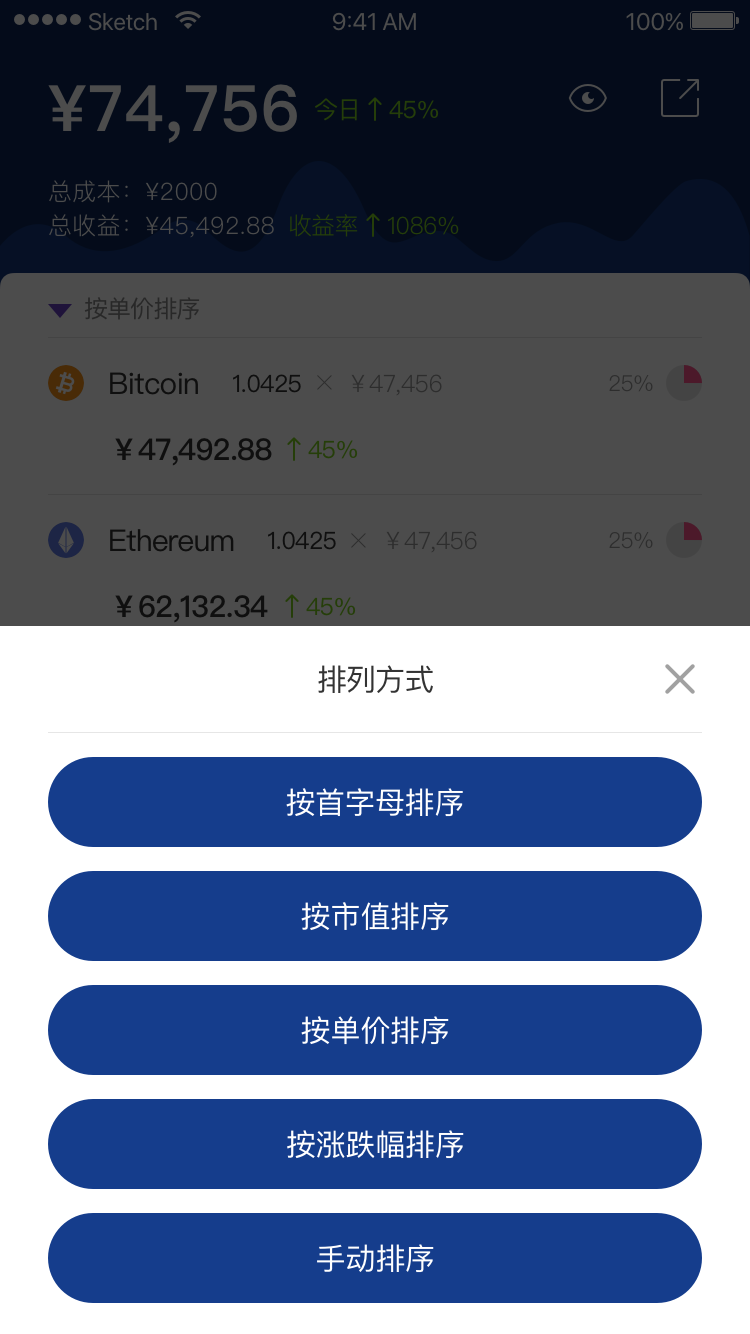 Sketch 9:41 AM 100%
¥74,756 今日↑45%
总成本：¥2000
总收益：¥45,492.88 收益率↑1086%
按单价排序
Bitcoin 1.0425 × ¥47,456 25%
¥47,492.88 ↑45%
Ethereum 1.0425 × ¥47,456 25%
¥62,132.34 ↑45%
排列方式
按首字母排序
按市值排序
按单价排序
按涨跌幅排序
手动排序